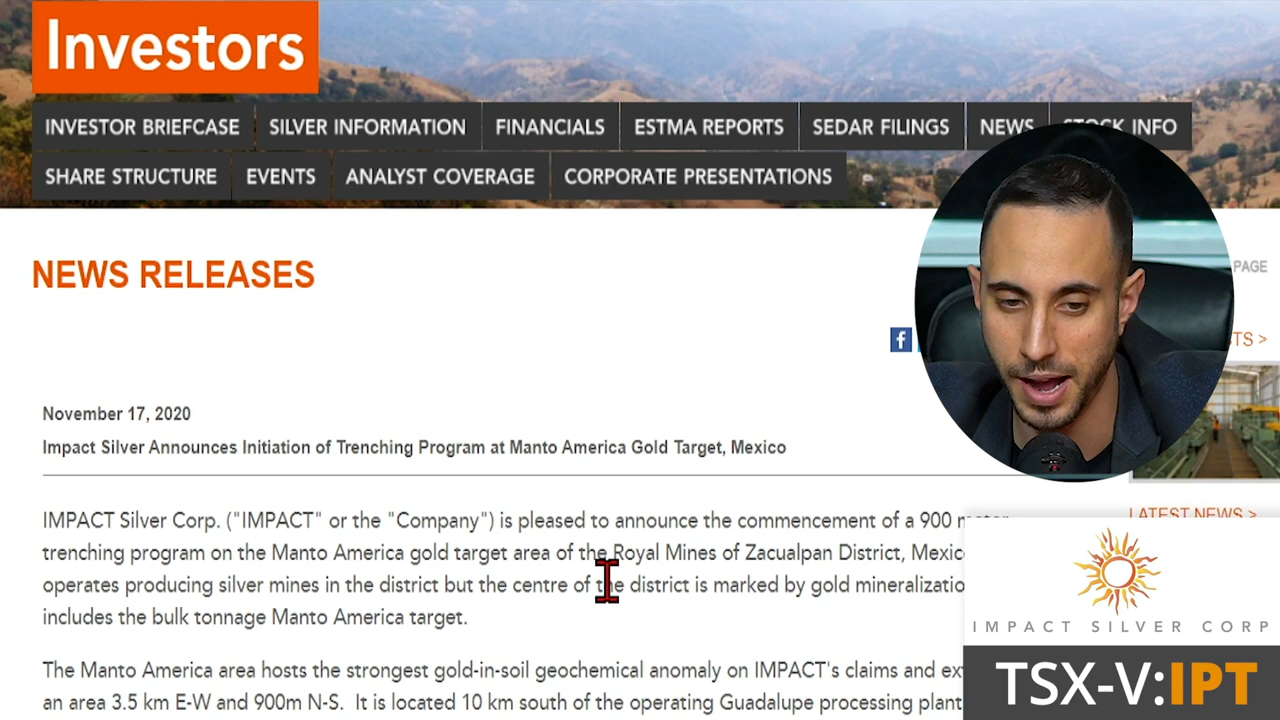 Investors
INVESTOR BRIEFCASE SILVER INFORMATION FINANCIALS ESTMA REPORTS SEDAR FILINGS NEWS STOCK INFO
SHARE STRUCTURE EVENTS ANALYST COVERAGE CORPORATE PRESENTATIONS
PAGE
NEWS RELEASES
f
TS >
November 17, 2020
Impact Silver Announces Initiation of Trenching Program at Manto America Gold Target, Mexico
IMPACT Silver Corp. ("IMPACT" or the "Company") is pleased to announce the commencement of a 900
LATEST NEWS >
trenching program on the Manto America gold target area of the Royal Mines of Zacualpan District, Mexico
operates producing silver mines in the district but the centre of the district is marked by gold mineralizatio
includes the bulk tonnage Manto America target.
IMPACT SILVER CORP
The Manto America area hosts the strongest gold-in-soil geochemical anomaly on IMPACT's claims and ex
an area 3.5 km E-W and 900m N-S. It is located 10 km south of the operating Guadalupe processing plant
TSX-V:IPT